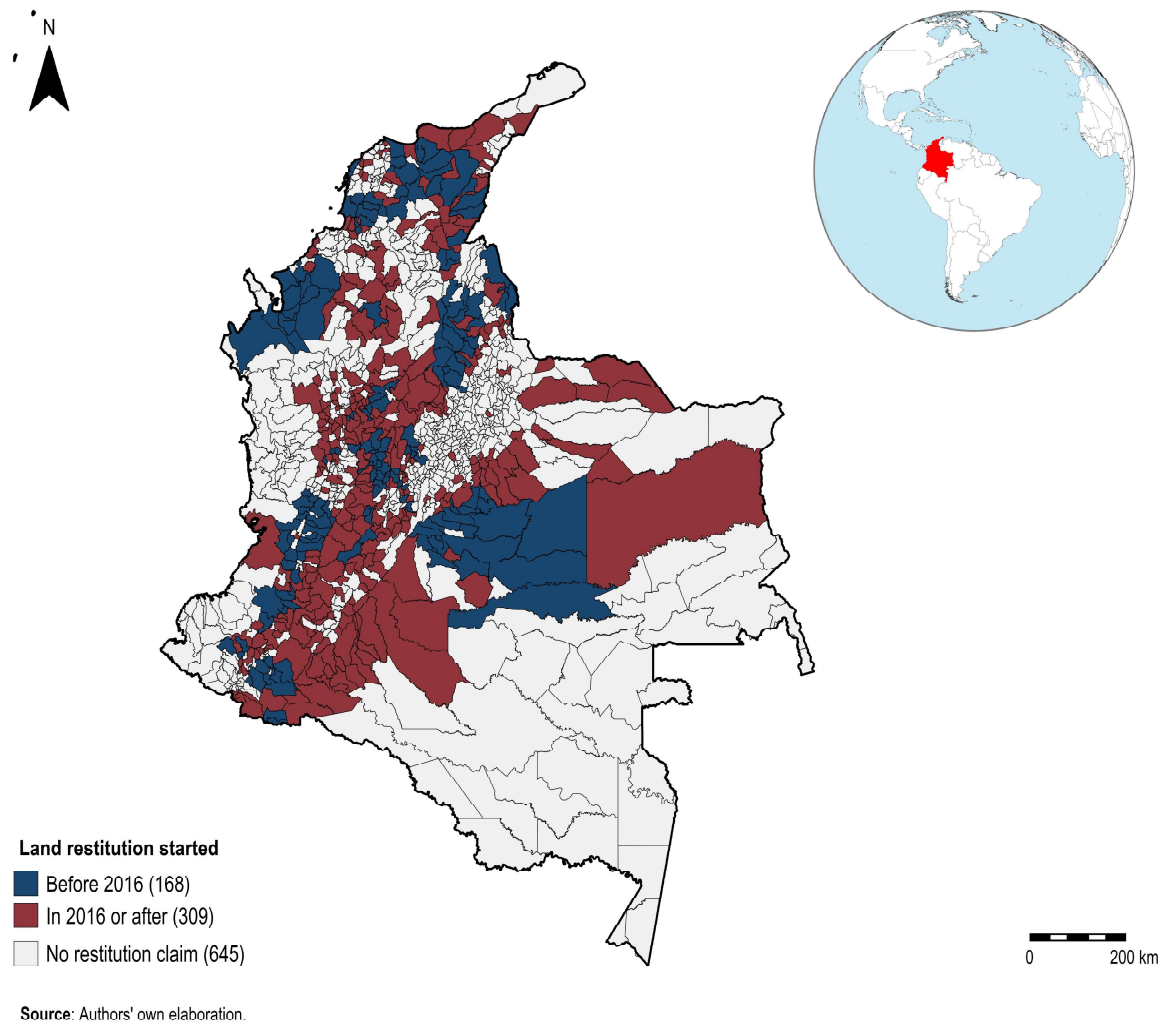 N
Land restitution started
Before 2016 (168)
In 2016 or after (309)
No restitution claim (645)
0 200 km
Source: Authors' own elaboration.